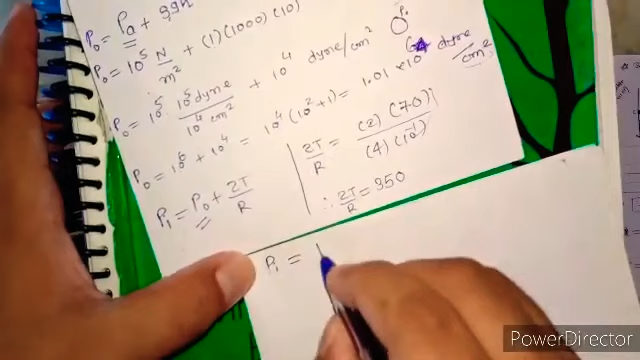 P₀ = Pa + ρgh
P₀ = 10⁵ N/m² + (1)(1000)(10)
P₀
P₀ = 10⁵ 10⁵dyne/10⁴ cm² + 10⁴ dyne/cm²
P₀ = 10⁶ + 10⁴ = 10⁴ (10² + 1) = 1.01 × 10⁶ dyne/cm²
P₁ = P₀ + 2T/R
2T/R = (2) (70)/(4) (10⁻¹)
∴ 2T/R = 350
P₁ =
PowerDirector